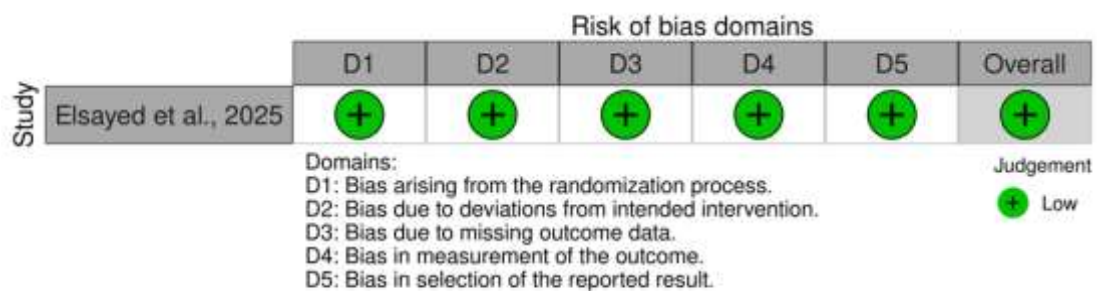 Risk of bias domains
D1 D2 D3 D4 D5 Overall
Study
Elsayed et al., 2025 + + + + + +
Domains:
D1: Bias arising from the randomization process.
D2: Bias due to deviations from intended intervention.
D3: Bias due to missing outcome data.
D4: Bias in measurement of the outcome.
D5: Bias in selection of the reported result.
Judgement
+ Low